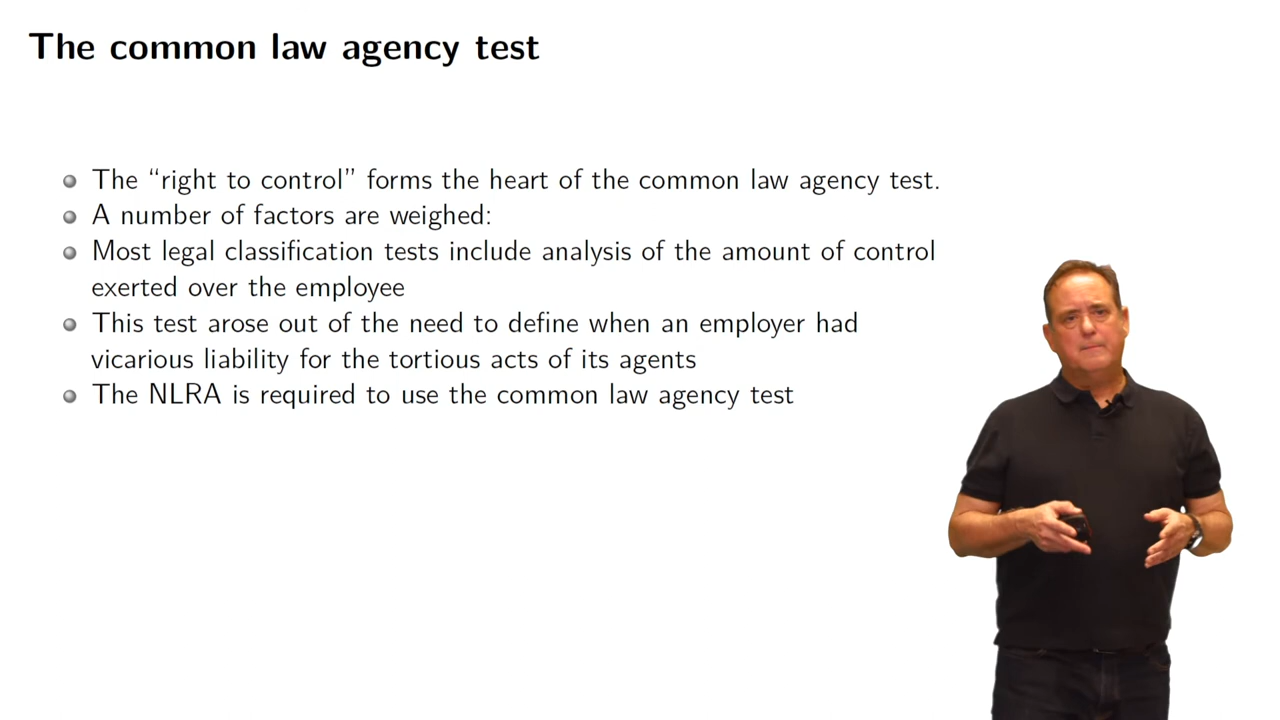 The common law agency test
The “right to control” forms the heart of the common law agency test.
A number of factors are weighed:
Most legal classification tests include analysis of the amount of control
exerted over the employee
This test arose out of the need to define when an employer had
vicarious liability for the tortious acts of its agents
The NLRA is required to use the common law agency test